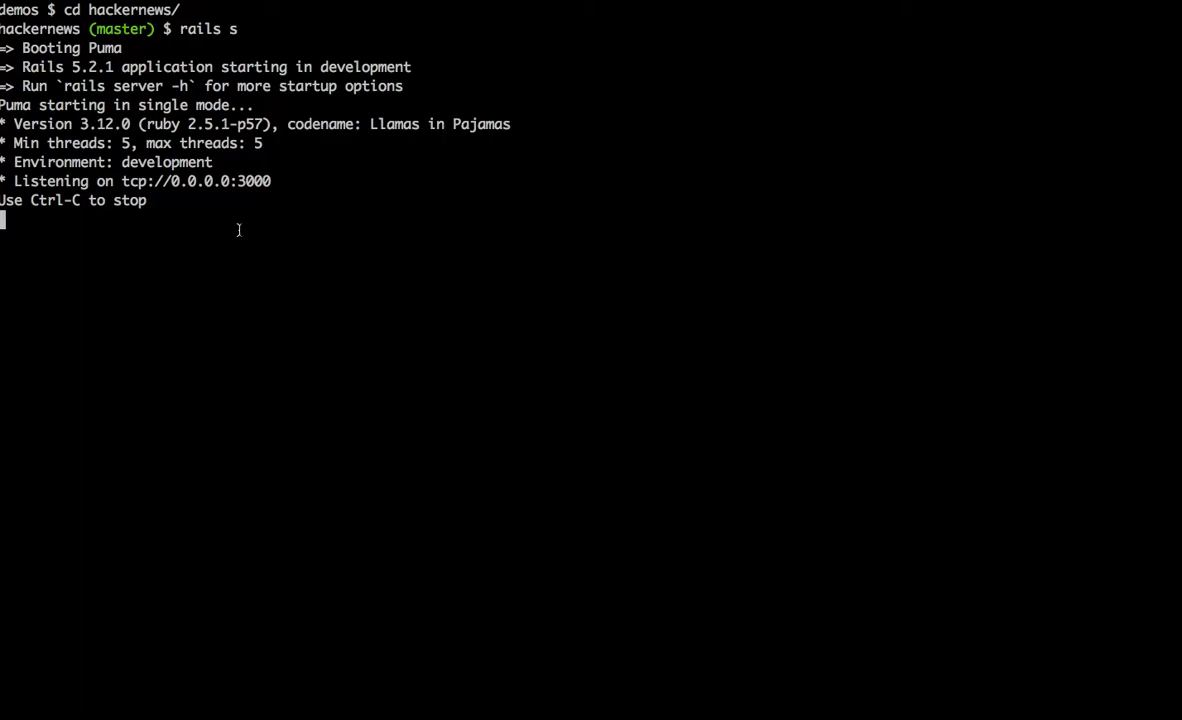 demos $ cd hackernews/
hackernews (master) $ rails s
=> Booting Puma
=> Rails 5.2.1 application starting in development
=> Run `rails server -h` for more startup options
Puma starting in single mode...
* Version 3.12.0 (ruby 2.5.1-p57), codename: Llamas in Pajamas
* Min threads: 5, max threads: 5
* Environment: development
* Listening on tcp://0.0.0.0:3000
Use Ctrl-C to stop